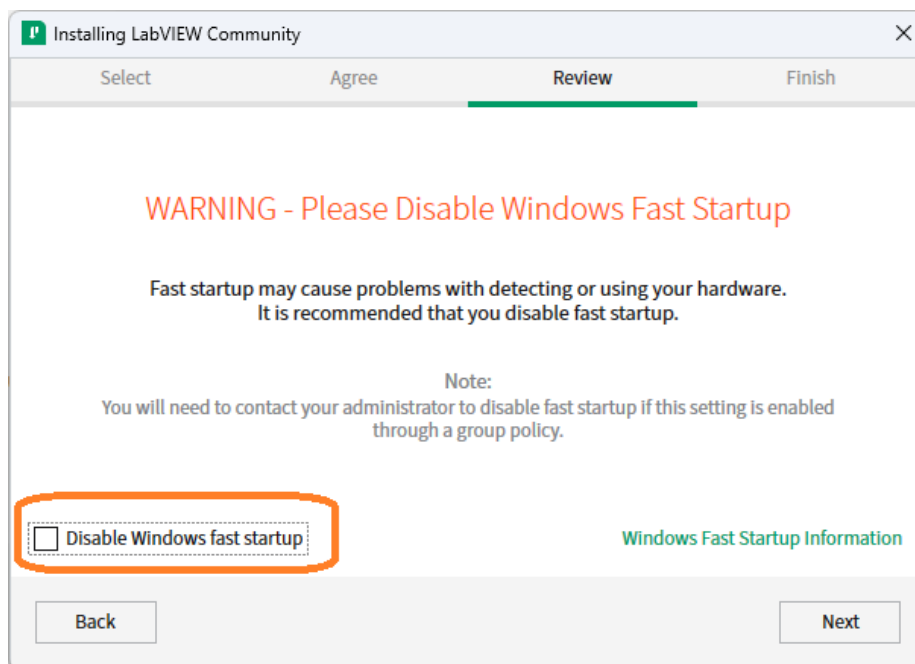 Installing LabVIEW Community
Select Agree Review Finish
WARNING - Please Disable Windows Fast Startup
Fast startup may cause problems with detecting or using your hardware.
It is recommended that you disable fast startup.
Note:
You will need to contact your administrator to disable fast startup if this setting is enabled
through a group policy.
Disable Windows fast startup Windows Fast Startup Information
Back Next